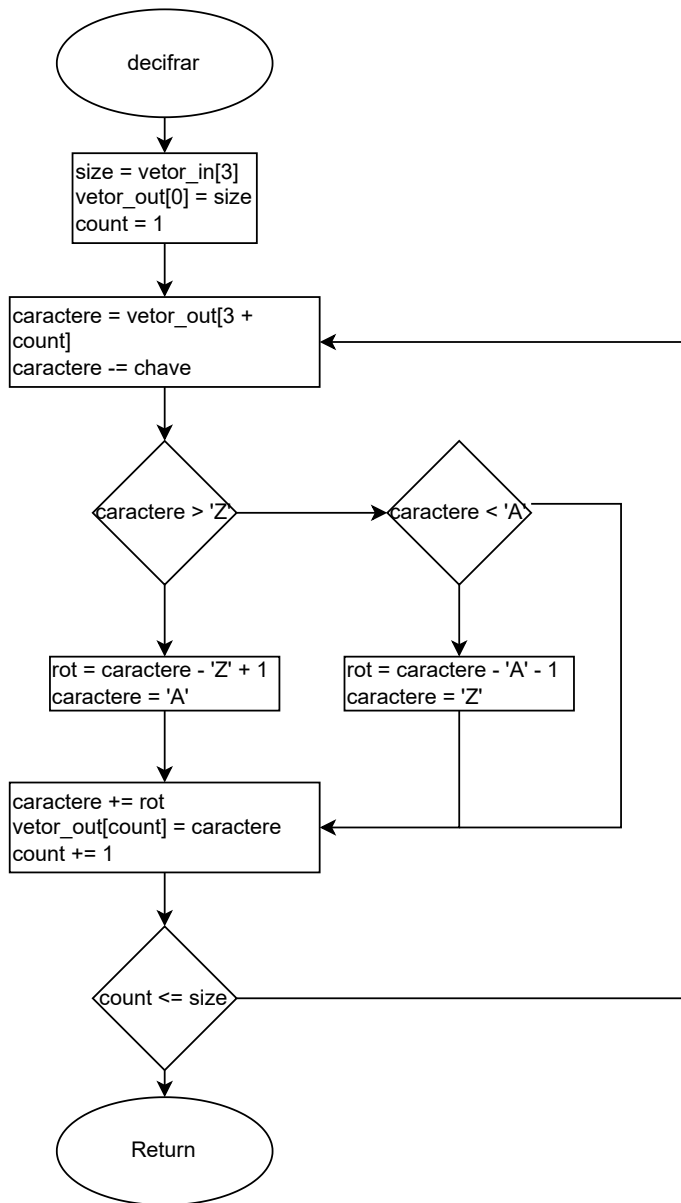 decifrar
size = vetor_in[3]
vetor_out[0] = size
count = 1
caractere = vetor_out[3 +
count]
caractere -= chave
caractere > 'Z'
caractere < 'A'
rot = caractere - 'Z' + 1
caractere = 'A'
rot = caractere - 'A' - 1
caractere = 'Z'
caractere += rot
vetor_out[count] = caractere
count += 1
count <= size
Return